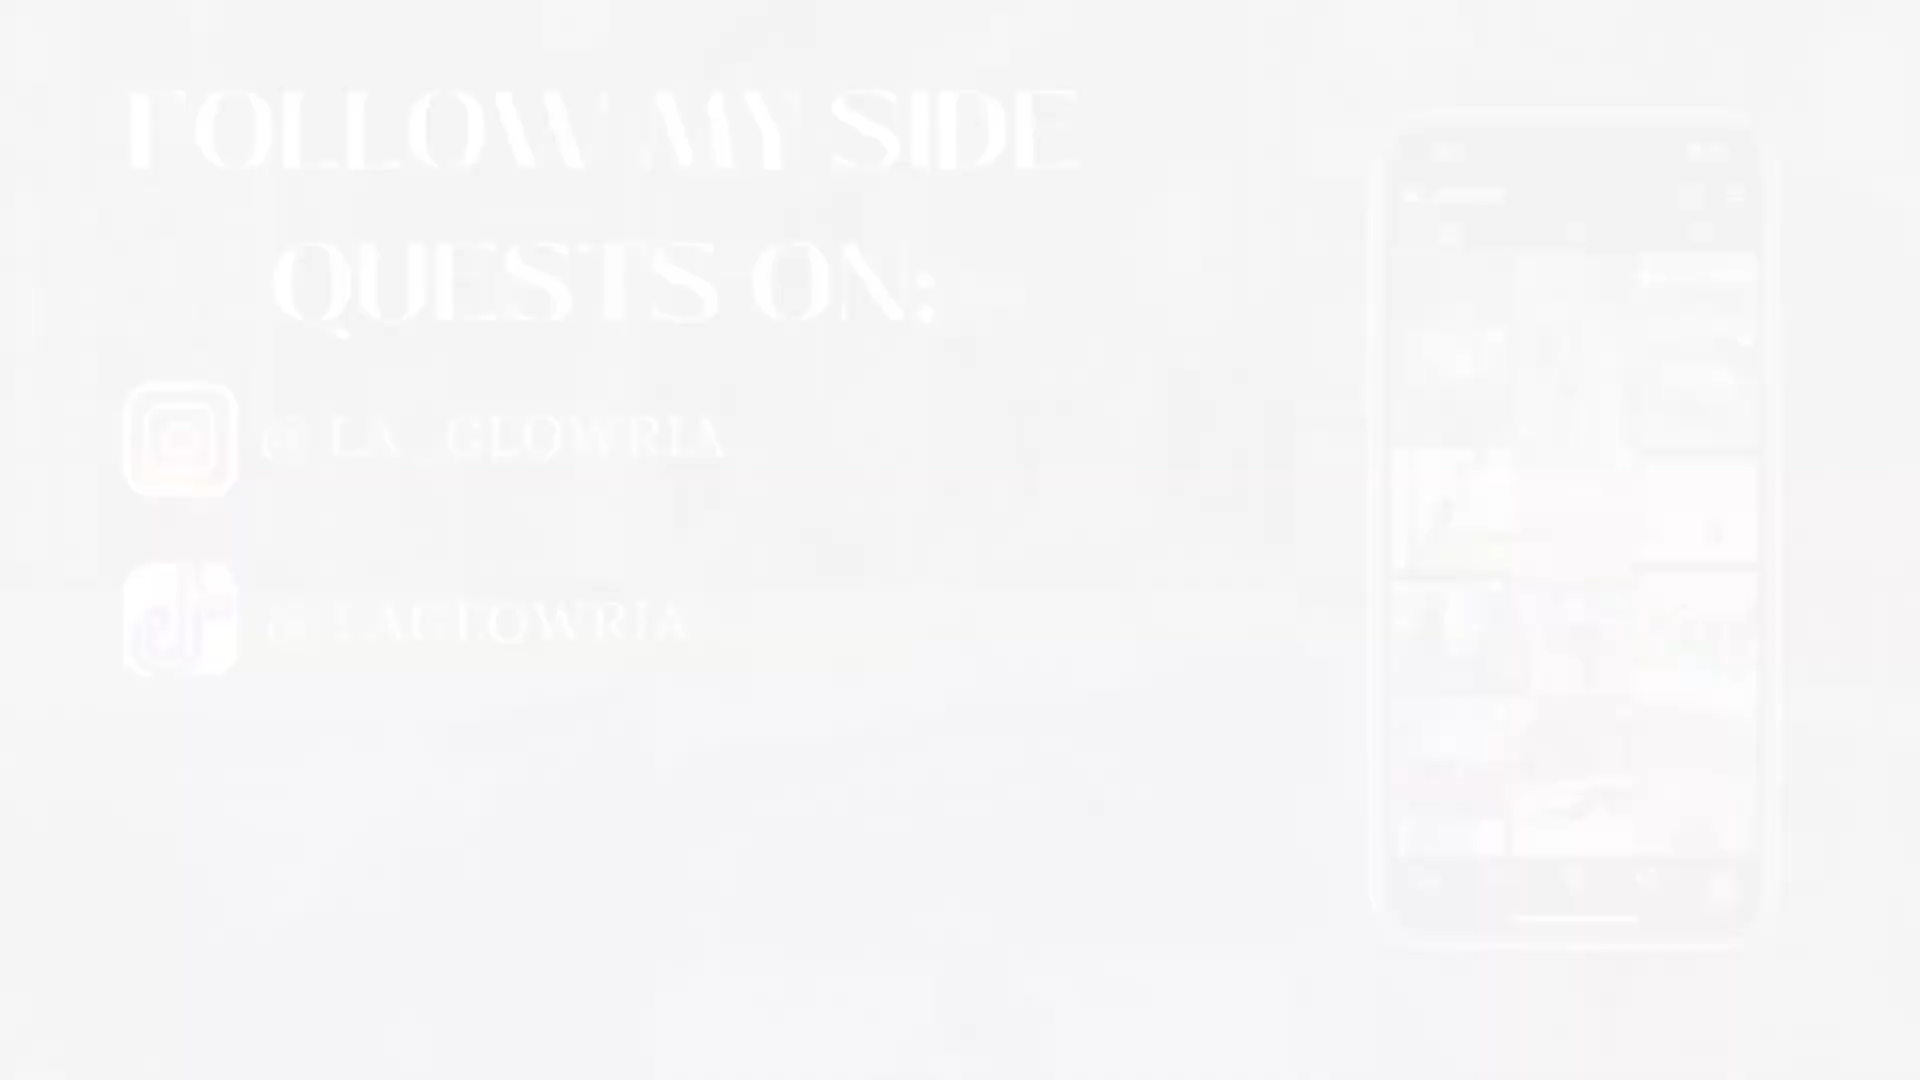 FOLLOW MY SIDE
QUESTS ON:
@ LA_GLOWRIA
@ LAGLOWRIA